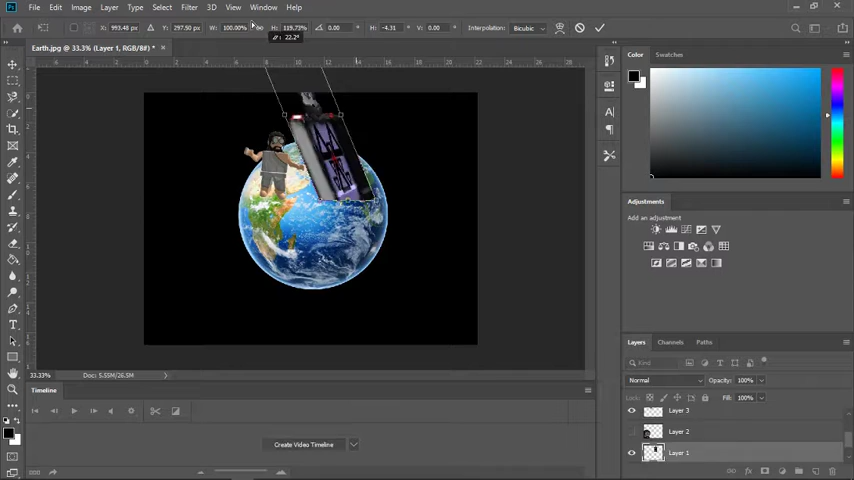 File Edit Image Layer Type Select Filter 3D View Window Help
X: 993.48 px Y: 297.50 px W: 100.00% H: 119.73% 0.00 ° H: -4.31 ° V: 0.00 ° Interpolation: Bicubic
: 22.2°
Earth.jpg @ 33.3% (Layer 1, RGB/8#) * ×
Color Swatches
Adjustments
Add an adjustment
Layers Channels Paths
Kind
Normal Opacity: 100%
Lock: Fill: 100%
Layer 3
Layer 2
Layer 1
33.33% Doc: 5.55M/26.5M
Timeline
Create Video Timeline